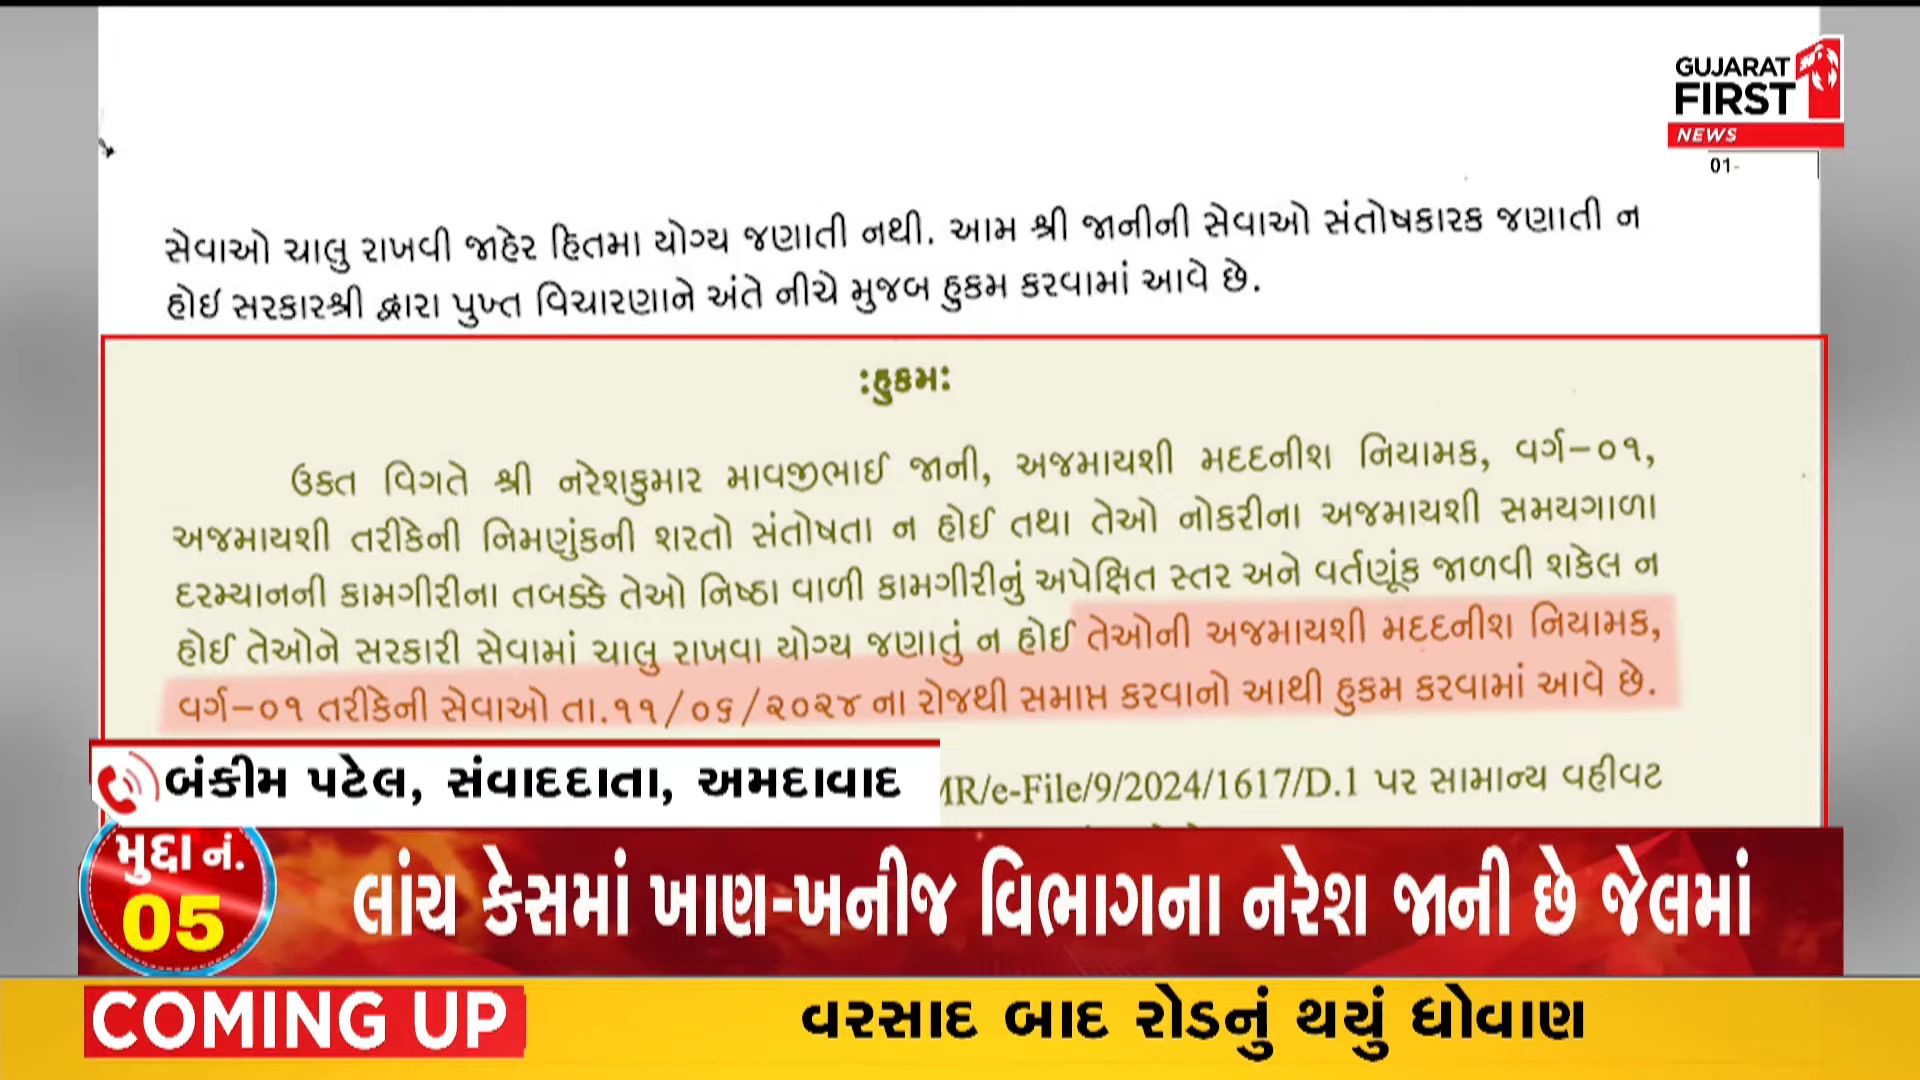 GUJARAT
FIRST
NEWS
01-
સેવાઓ ચાલુ રાખવી જાહેર હિતમા યોગ્ય જણાતી નથી. આમ શ્રી જાનીની સેવાઓ સંતોષકારક જણાતી ન
હોઇ સરકારશ્રી દ્વારા પુખ્ત વિચારણાને અંતે નીચે મુજબ હુકમ કરવામાં આવે છે.
:હુકમ:
ઉકત વિગતે શ્રી નરેશકુમાર માવજીભાઈ જાની, અજમાયશી મદદનીશ નિયામક, વર્ગ-૦૧,
અજમાયશી તરીકેની નિમણુંકની શરતો સંતોષતા ન હોઈ તથા તેઓ નોકરીના અજમાયશી સમયગાળા
દરમ્યાનની કામગીરીના તબક્કે તેઓ નિષ્ઠા વાળી કામગીરીનું અપેક્ષિત સ્તર અને વર્તણૂંક જાળવી શકેલ ન
હોઈ તેઓને સરકારી સેવામાં ચાલુ રાખવા યોગ્ય જણાતું ન હોઈ તેઓની અજમાયશી મદદનીશ નિયામક,
વર્ગ-૦૧ તરીકેની સેવાઓ તા.૧૧/૦૬/૨૦૨૪ ના રોજથી સમાપ્ત કરવાનો આથી હુકમ કરવામાં આવે છે.
MR/e-File/9/2024/1617/D.1 પર સામાન્ય વહીવટ
બંકીમ પટેલ, સંવાદદાતા, અમદાવાદ
મુદ્દા નં.
05
લાંચ કેસમાં ખાણ-ખનીજ વિભાગના નરેશ જાની છે જેલમાં
COMING UP
વરસાદ બાદ રોડનું થયું ધોવાણ